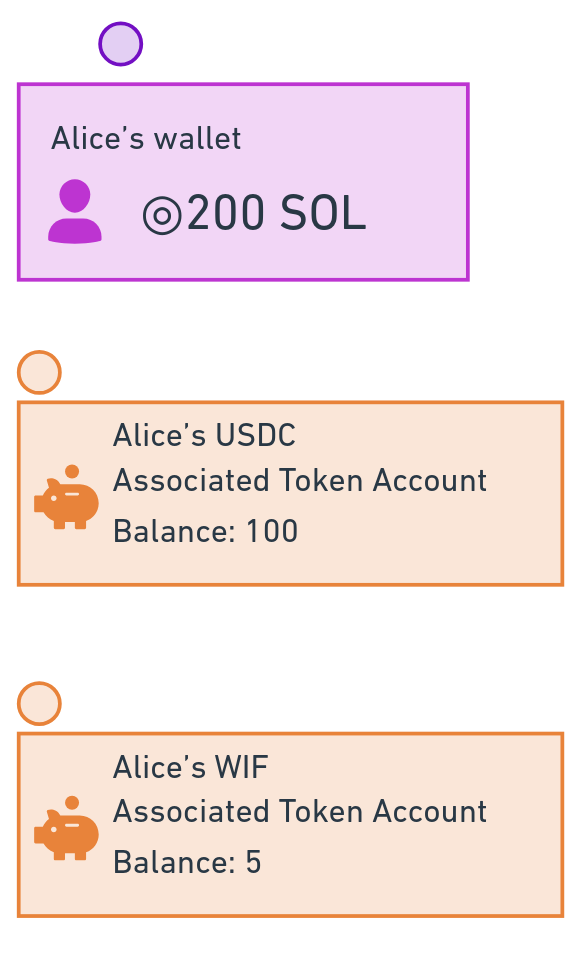 Alice’s wallet
◎200 SOL
Alice’s USDC
Associated Token Account
Balance: 100
Alice’s WIF
Associated Token Account
Balance: 5